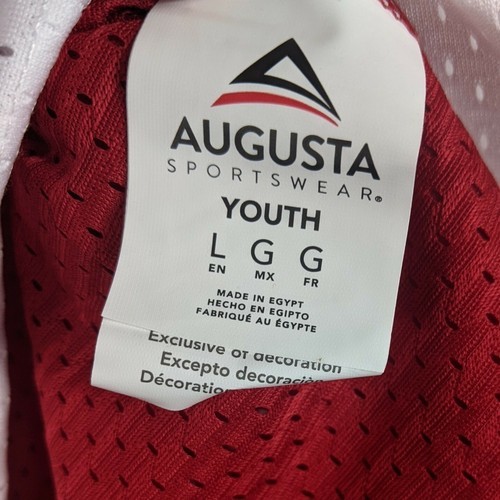 AUGUSTA
SPORTSWEAR®
YOUTH
L G G
EN MX FR
MADE IN EGYPT
HECHO EN EGIPTO
FABRIQUÉ AU ÉGYPTE
Exclusive of decoration
Excepto decoración